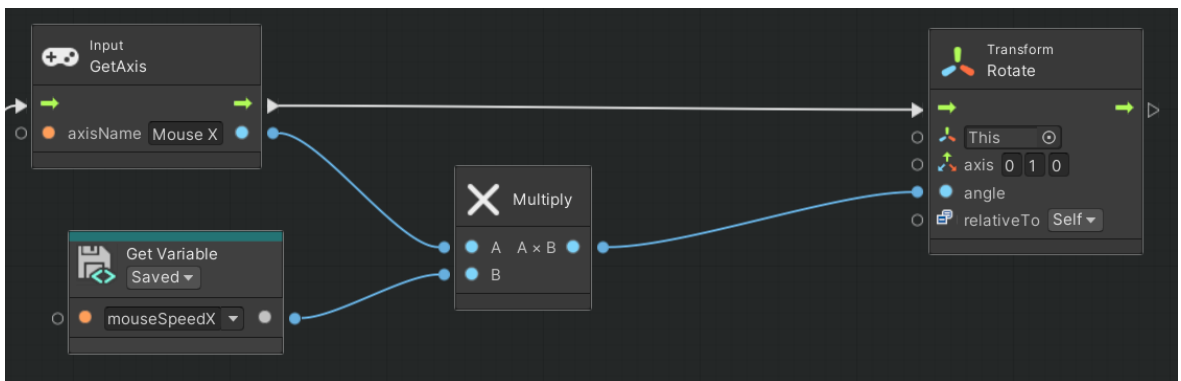 Input
GetAxis
axisName Mouse X
Get Variable
Saved
mouseSpeedX
Multiply
A A × B
B
Transform
Rotate
This
axis 0 1 0
angle
relativeTo Self